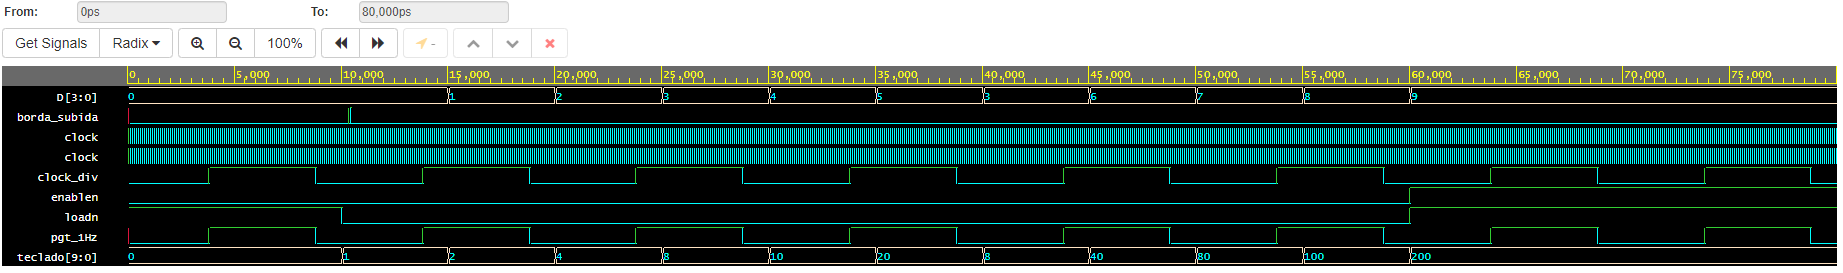 From: 0ps To: 80,000ps
Get Signals Radix 100% -
0 5,000 10,000 15,000 20,000 25,000 30,000 35,000 40,000 45,000 50,000 55,000 60,000 65,000 70,000 75,000
D[3:0] 0 1 2 3 4 5 3 6 7 8 9
borda_subida
clock
clock
clock_div
enablen
loadn
pgt_1Hz
teclado[9:0] 0 1 2 4 8 10 20 8 40 80 100 200